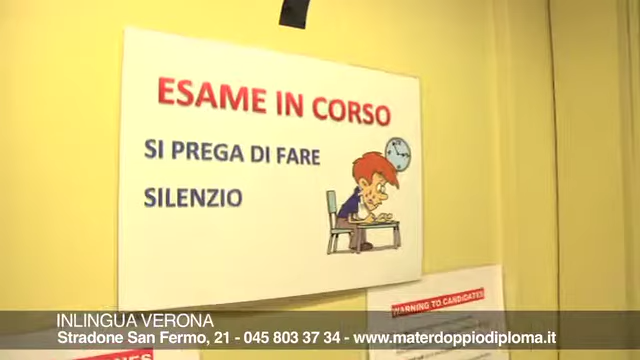 ESAME IN CORSO
SI PREGA DI FARE
SILENZIO
WARNING TO CANDIDATES
INLINGUA VERONA
Stradone San Fermo, 21 - 045 803 37 34 - www.materdoppiodiploma.it